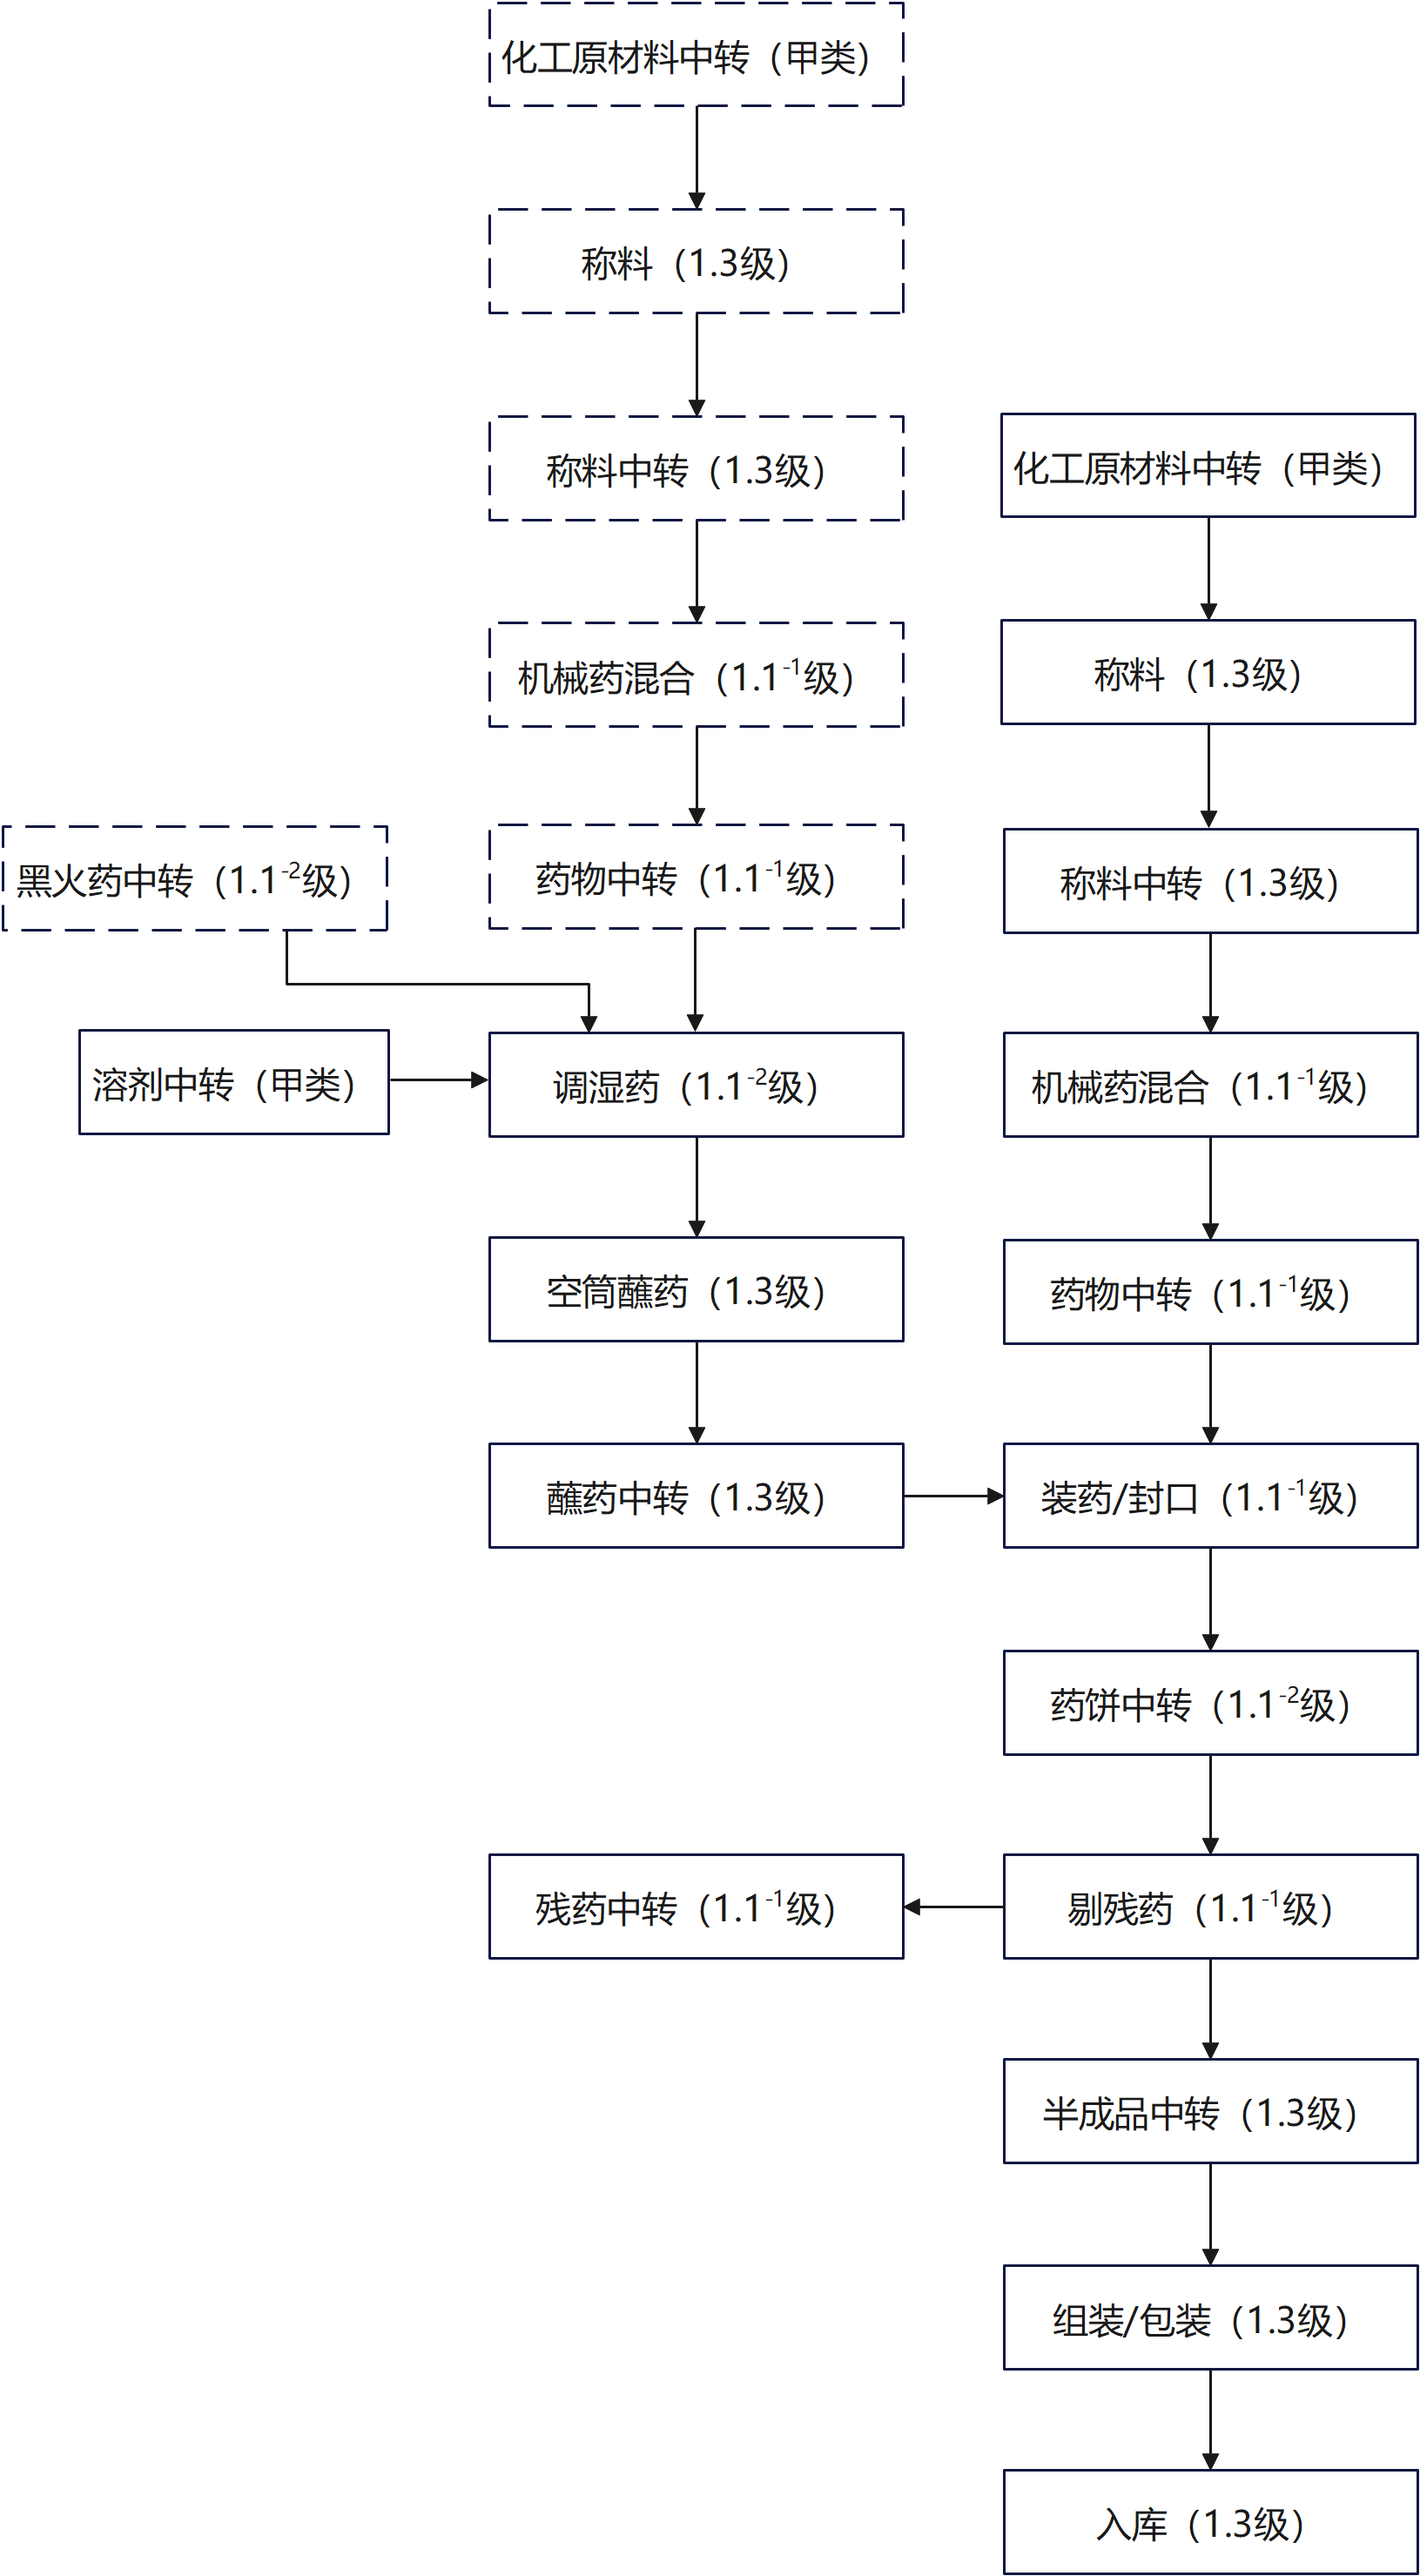 化工原材料中转（甲类）
称料（1.3级）
称料中转（1.3级）
化工原材料中转（甲类）
机械药混合（1.1⁻¹级）
称料（1.3级）
黑火药中转（1.1⁻²级）
药物中转（1.1⁻¹级）
称料中转（1.3级）
溶剂中转（甲类）
调湿药（1.1⁻²级）
机械药混合（1.1⁻¹级）
空筒蘸药（1.3级）
药物中转（1.1⁻¹级）
蘸药中转（1.3级）
装药/封口（1.1⁻¹级）
药饼中转（1.1⁻²级）
残药中转（1.1⁻¹级）
剔残药（1.1⁻¹级）
半成品中转（1.3级）
组装/包装（1.3级）
入库（1.3级）